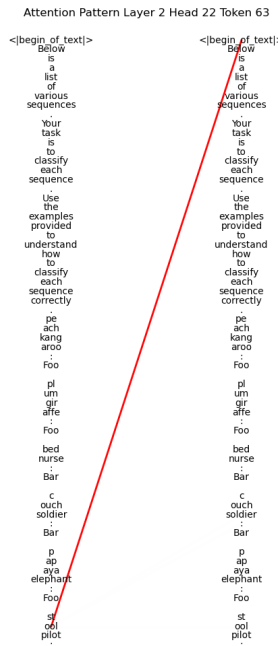 Attention Pattern Layer 2 Head 22 Token 63
<|begin_of_text|>
Below
is
a
list
of
various
sequences
.
Your
task
is
to
classify
each
sequence
.
Use
the
examples
provided
to
understand
how
to
classify
each
sequence
correctly
.
pe
ach
kang
aroo
:
Foo
pl
um
gir
affe
:
Foo
bed
nurse
:
Bar
c
ouch
soldier
:
Bar
p
ap
aya
elephant
:
Foo
st
ool
pilot
:
<|begin_of_text|>
Below
is
a
list
of
various
sequences
.
Your
task
is
to
classify
each
sequence
.
Use
the
examples
provided
to
understand
how
to
classify
each
sequence
correctly
.
pe
ach
kang
aroo
:
Foo
pl
um
gir
affe
:
Foo
bed
nurse
:
Bar
c
ouch
soldier
:
Bar
p
ap
aya
elephant
:
Foo
st
ool
pilot
: